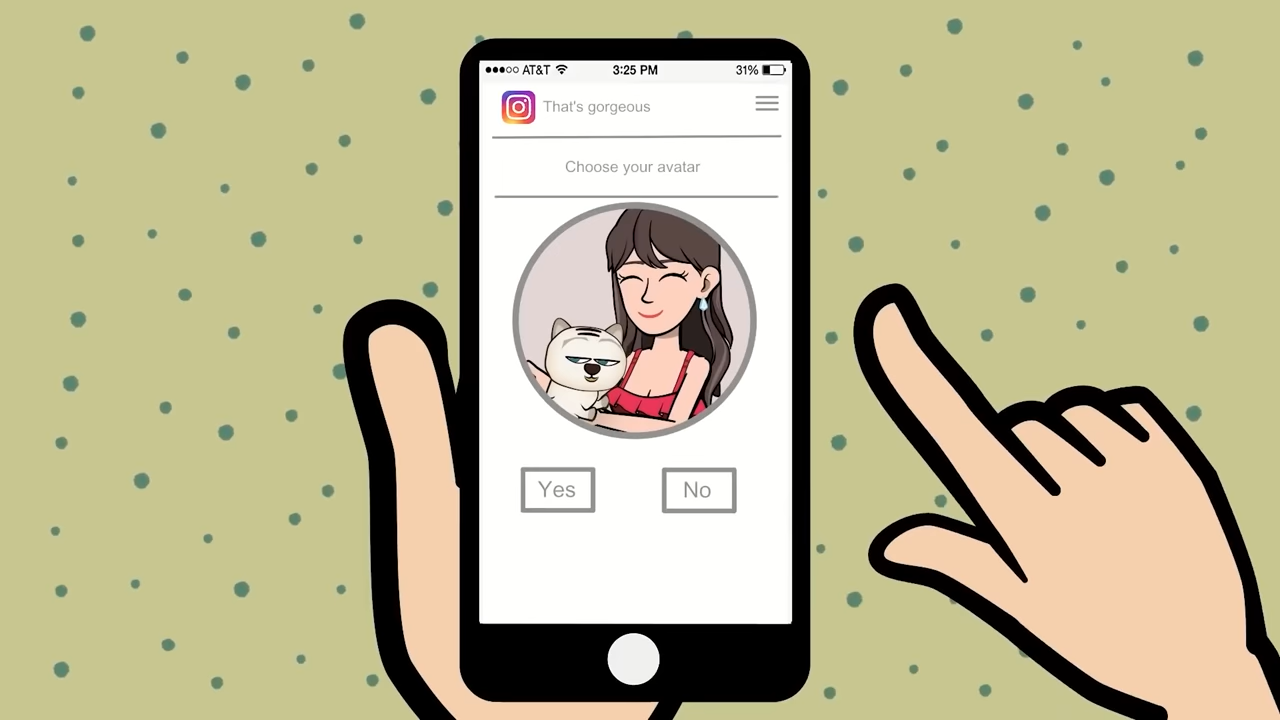 AT&T 3:25 PM 31%
That's gorgeous
Choose your avatar
Yes No